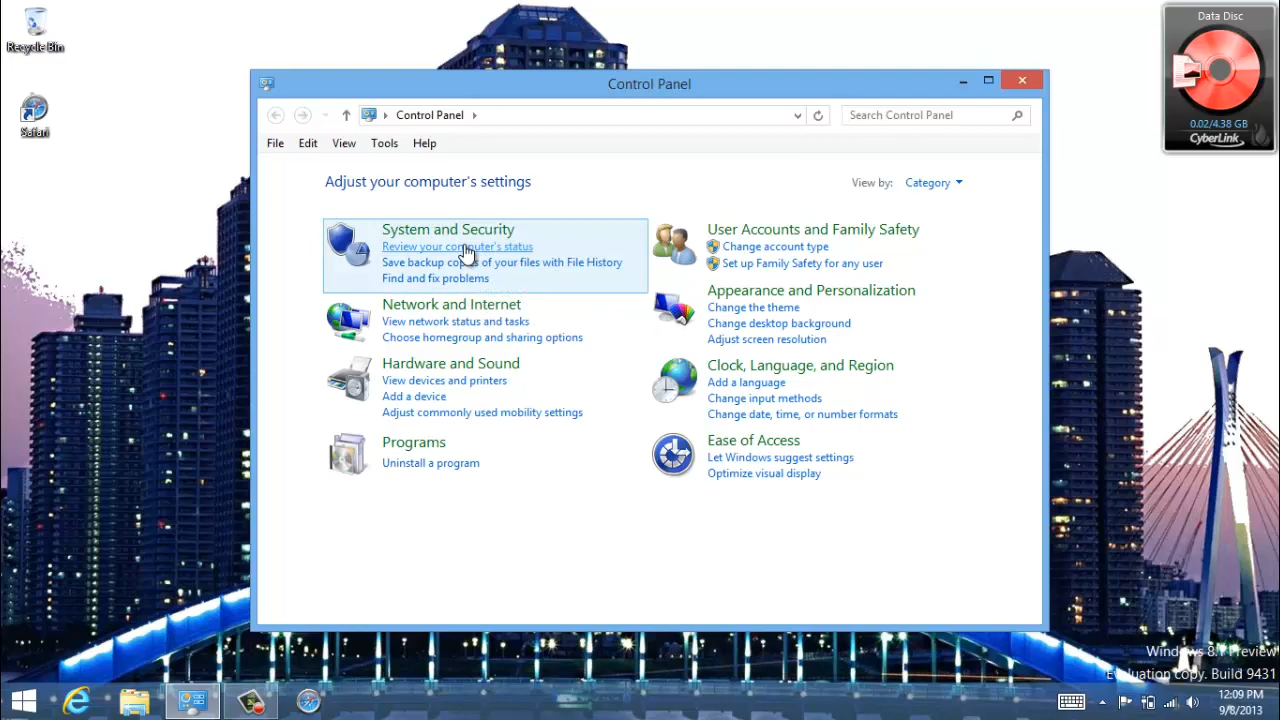 Recycle Bin
Safari
Data Disc
0.02/4.38 GB
CyberLink
Control Panel
Control Panel
Search Control Panel
File Edit View Tools Help
Adjust your computer's settings
View by: Category
System and Security
Review your computer's status
Save backup copies of your files with File History
Find and fix problems
Network and Internet
View network status and tasks
Choose homegroup and sharing options
Hardware and Sound
View devices and printers
Add a device
Adjust commonly used mobility settings
Programs
Uninstall a program
User Accounts and Family Safety
Change account type
Set up Family Safety for any user
Appearance and Personalization
Change the theme
Change desktop background
Adjust screen resolution
Clock, Language, and Region
Add a language
Change input methods
Change date, time, or number formats
Ease of Access
Let Windows suggest settings
Optimize visual display
Windows 8.1 Preview
Evaluation copy. Build 9431
12:09 PM
9/8/2013